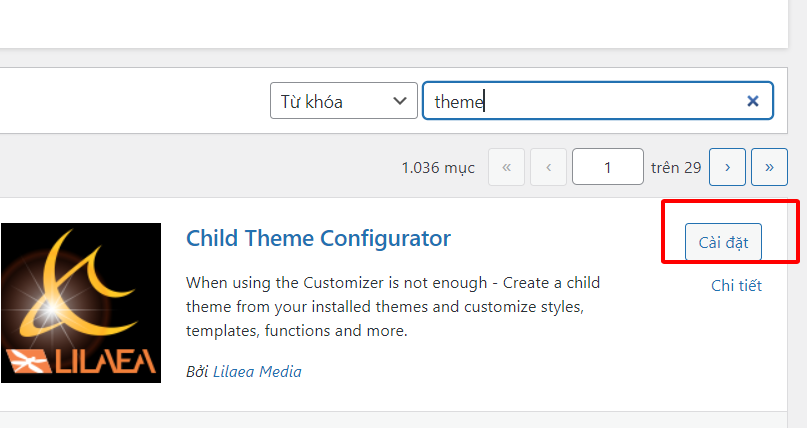 Từ khóa theme
1.036 mục « ‹ 1 trên 29 › »
Child Theme Configurator Cài đặt
When using the Customizer is not enough - Create a child Chi tiết
theme from your installed themes and customize styles,
templates, functions and more.
LILAEA
Bởi Lilaea Media